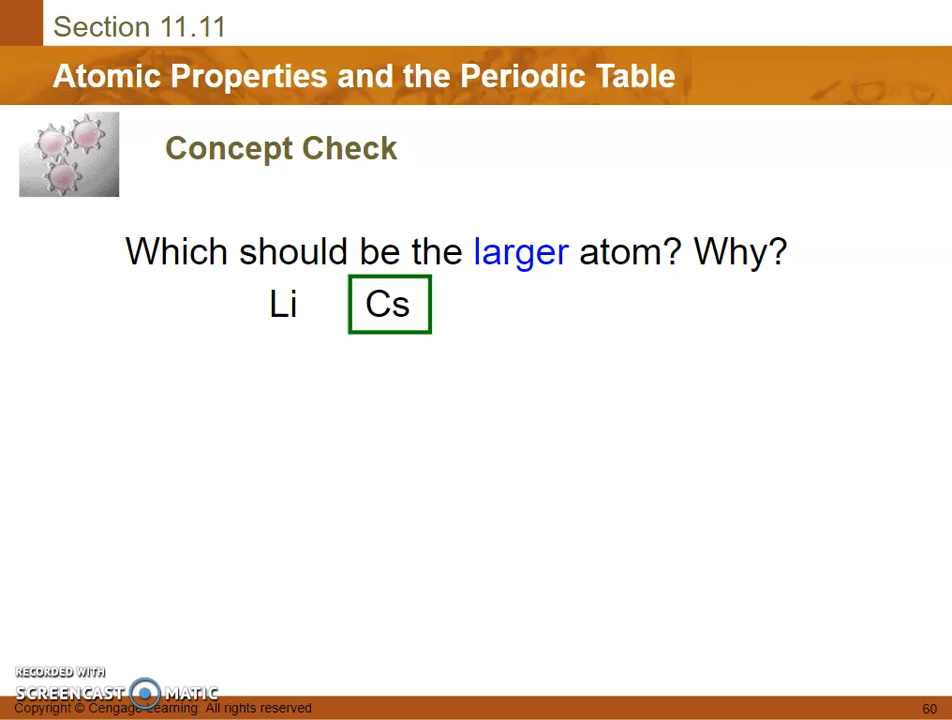 Section 11.11
Atomic Properties and the Periodic Table
Concept Check
Which should be the larger atom? Why?
Li Cs
RECORDED WITH
SCREENCAST MATIC
Copyright © Cengage Learning. All rights reserved 60